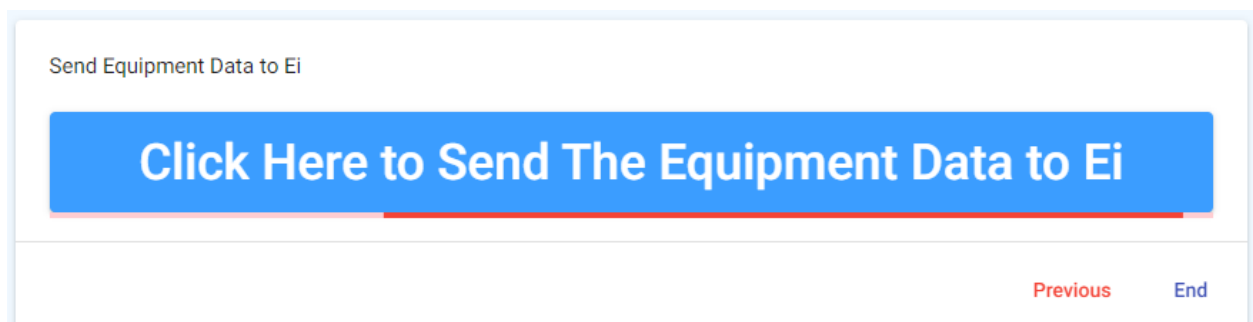 Send Equipment Data to Ei
Click Here to Send The Equipment Data to Ei
Previous End